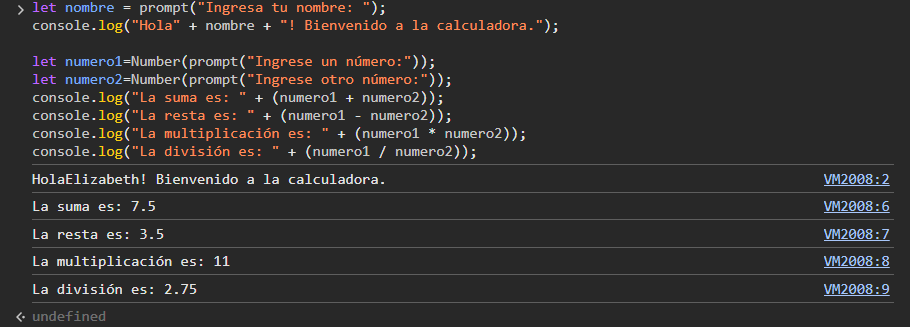 let nombre = prompt("Ingresa tu nombre: ");
console.log("Hola" + nombre + "! Bienvenido a la calculadora.");
let numero1=Number(prompt("Ingrese un número:"));
let numero2=Number(prompt("Ingrese otro número:"));
console.log("La suma es: " + (numero1 + numero2));
console.log("La resta es: " + (numero1 - numero2));
console.log("La multiplicación es: " + (numero1 * numero2));
console.log("La división es: " + (numero1 / numero2));
HolaElizabeth! Bienvenido a la calculadora. VM2008:2
La suma es: 7.5 VM2008:6
La resta es: 3.5 VM2008:7
La multiplicación es: 11 VM2008:8
La división es: 2.75 VM2008:9
undefined